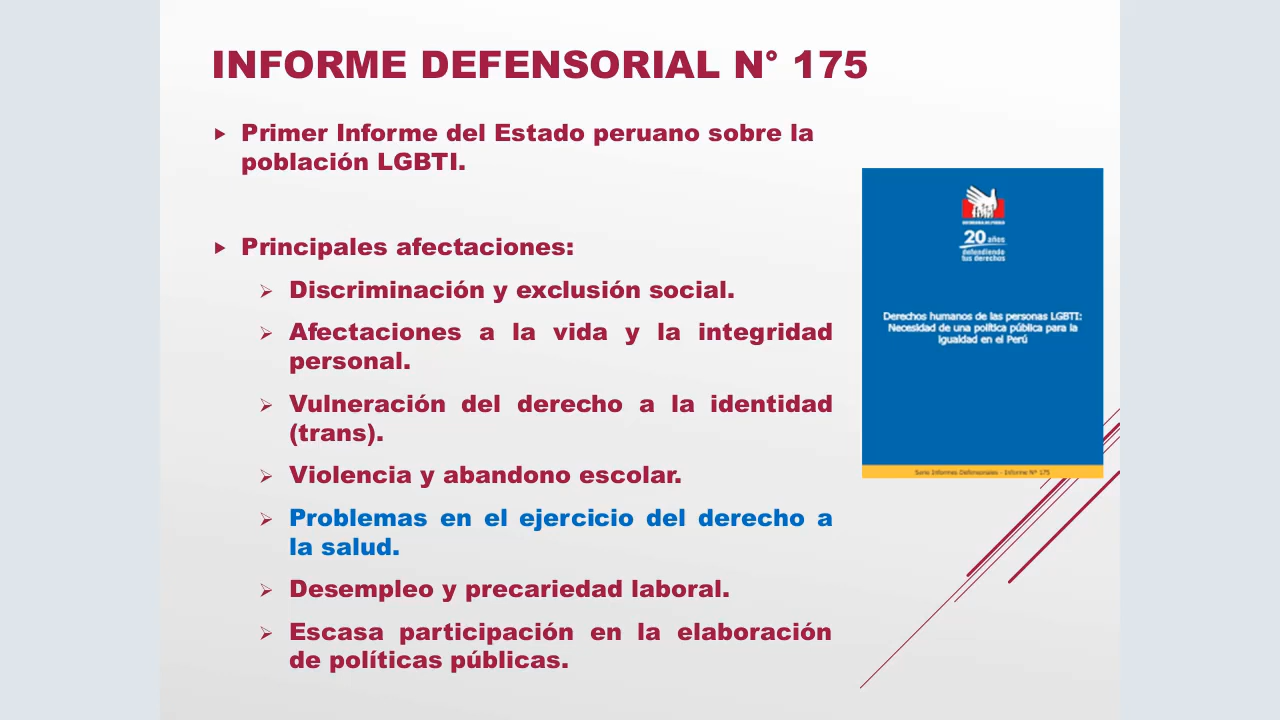 INFORME DEFENSORIAL N° 175
Primer Informe del Estado peruano sobre la
población LGBTI.
Principales afectaciones:
Discriminación y exclusión social.
Afectaciones a la vida y la integridad
personal.
Vulneración del derecho a la identidad
(trans).
Violencia y abandono escolar.
Problemas en el ejercicio del derecho a
la salud.
Desempleo y precariedad laboral.
Escasa participación en la elaboración
de políticas públicas.
20 años
defendiendo
tus derechos
Derechos humanos de las personas LGBTI:
Necesidad de una política pública para la
igualdad en el Perú
Serie Informes Defensoriales - Informe N° 175